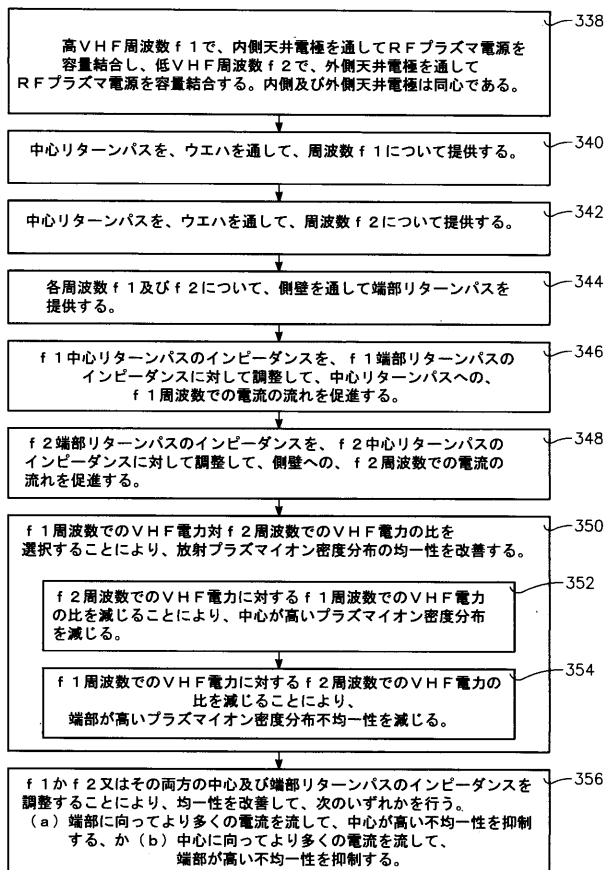 高VHF周波数f1で、内側天井電極を通してRFプラズマ電源を
容量結合し、低VHF周波数f2で、外側天井電極を通して
RFプラズマ電源を容量結合する。内側及び外側天井電極は同心である。
338
中心リターンパスを、ウエハを通して、周波数f1について提供する。
340
中心リターンパスを、ウエハを通して、周波数f2について提供する。
342
各周波数f1及びf2について、側壁を通して端部リターンパスを
提供する。
344
f1中心リターンパスのインピーダンスを、f1端部リターンパスの
インピーダンスに対して調整して、中心リターンパスへの、
f1周波数での電流の流れを促進する。
346
f2端部リターンパスのインピーダンスを、f2中心リターンパスの
インピーダンスに対して調整して、側壁への、f2周波数での電流の
流れを促進する。
348
f1周波数でのVHF電力対f2周波数でのVHF電力の比を
選択することにより、放射プラズマイオン密度分布の均一性を改善する。
350
f2周波数でのVHF電力に対するf1周波数でのVHF電力
の比を減じることにより、中心が高いプラズマイオン密度分布
を減じる。
352
f1周波数でのVHF電力に対するf2周波数でのVHF電力の
比を減じることにより、
端部が高いプラズマイオン密度分布不均一性を減じる。
354
f1かf2又はその両方の中心及び端部リターンパスのインピーダンスを
調整することにより、均一性を改善して、次のいずれかを行う。
(a)端部に向ってより多くの電流を流して、中心が高い不均一性を抑制
する、か(b)中心に向ってより多くの電流を流して、
端部が高い不均一性を抑制する。
356